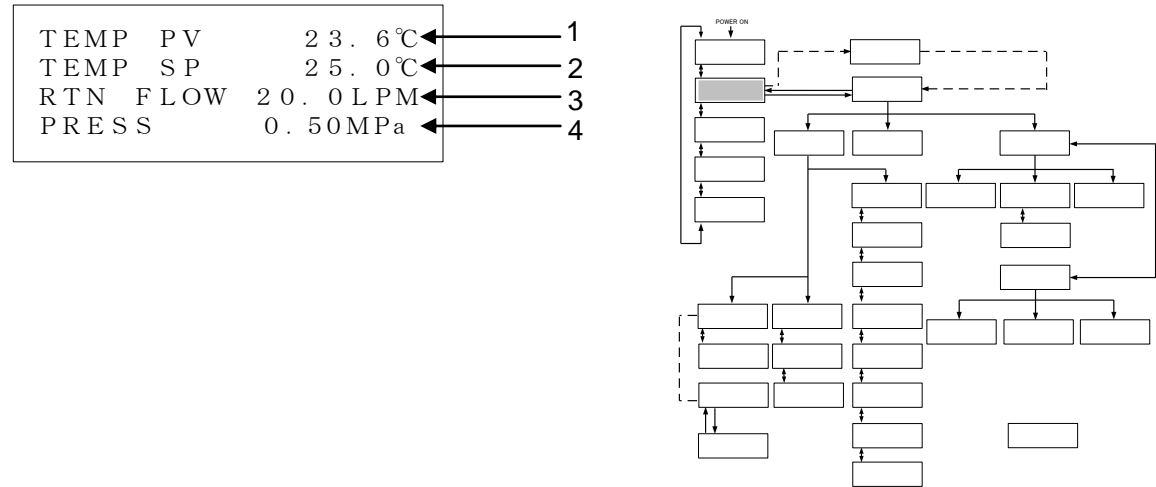 TEMP PV 23.6℃ 1
TEMP SP 25.0℃ 2
RTN FLOW 20.0LPM 3
PRESS 0.50MPa 4
POWER ON